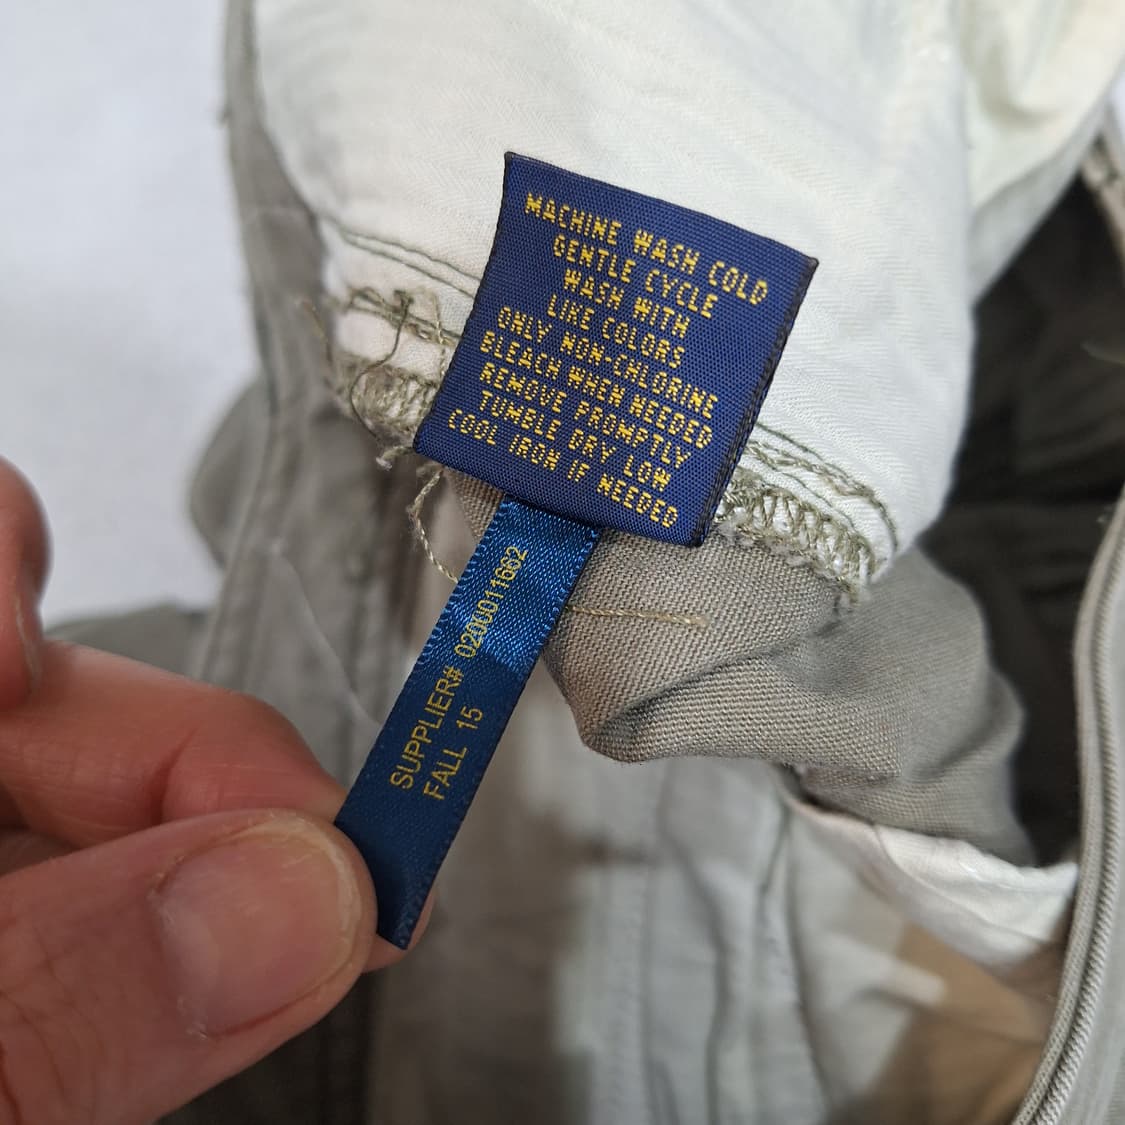 MACHINE WASH COLD
GENTLE CYCLE
WASH WITH
LIKE COLORS
ONLY NON-CHLORINE
BLEACH WHEN NEEDED
REMOVE PROMPTLY
TUMBLE DRY LOW
COOL IRON IF NEEDED
SUPPLIER# 0200011662
FALL 15